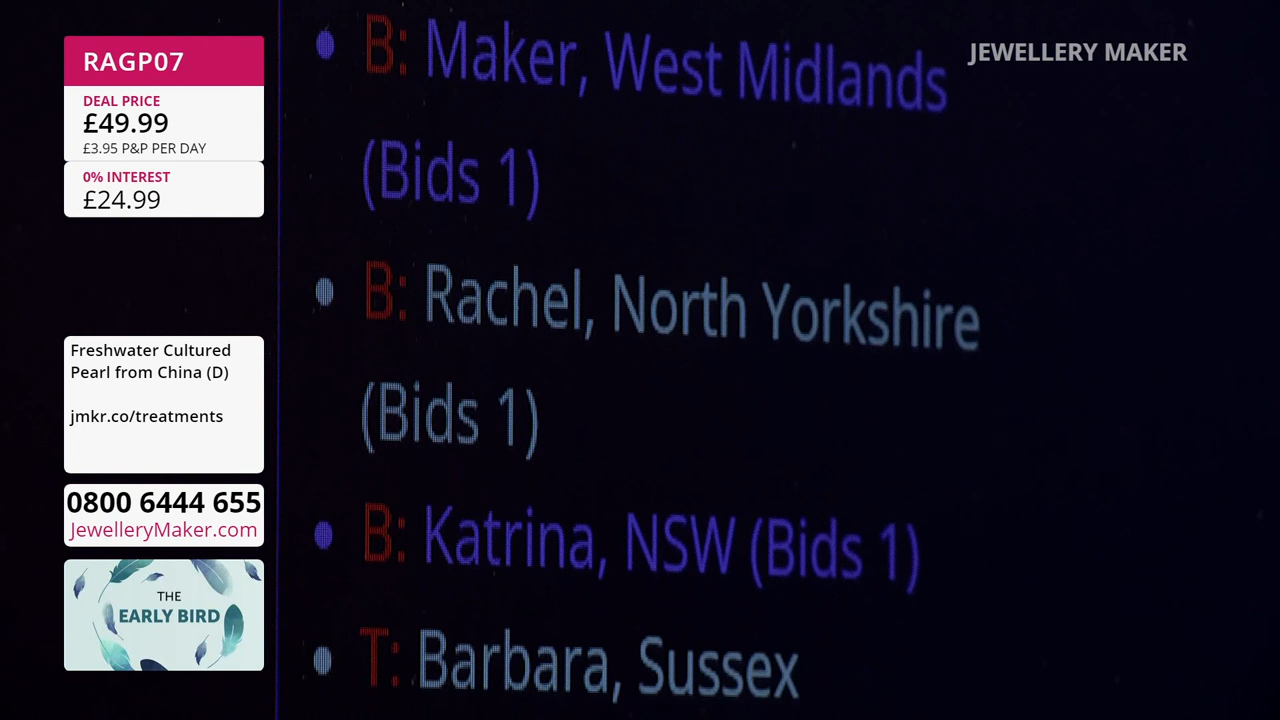 RAGP07
DEAL PRICE
£49.99
£3.95 P&P PER DAY
0% INTEREST
£24.99
Freshwater Cultured
Pearl from China (D)
jmkr.co/treatments
0800 6444 655
JewelleryMaker.com
THE
EARLY BIRD
JEWELLERY MAKER
• B: Maker, West Midlands
(Bids 1)
• B: Rachel, North Yorkshire
(Bids 1)
• B: Katrina, NSW (Bids 1)
• T: Barbara, Sussex